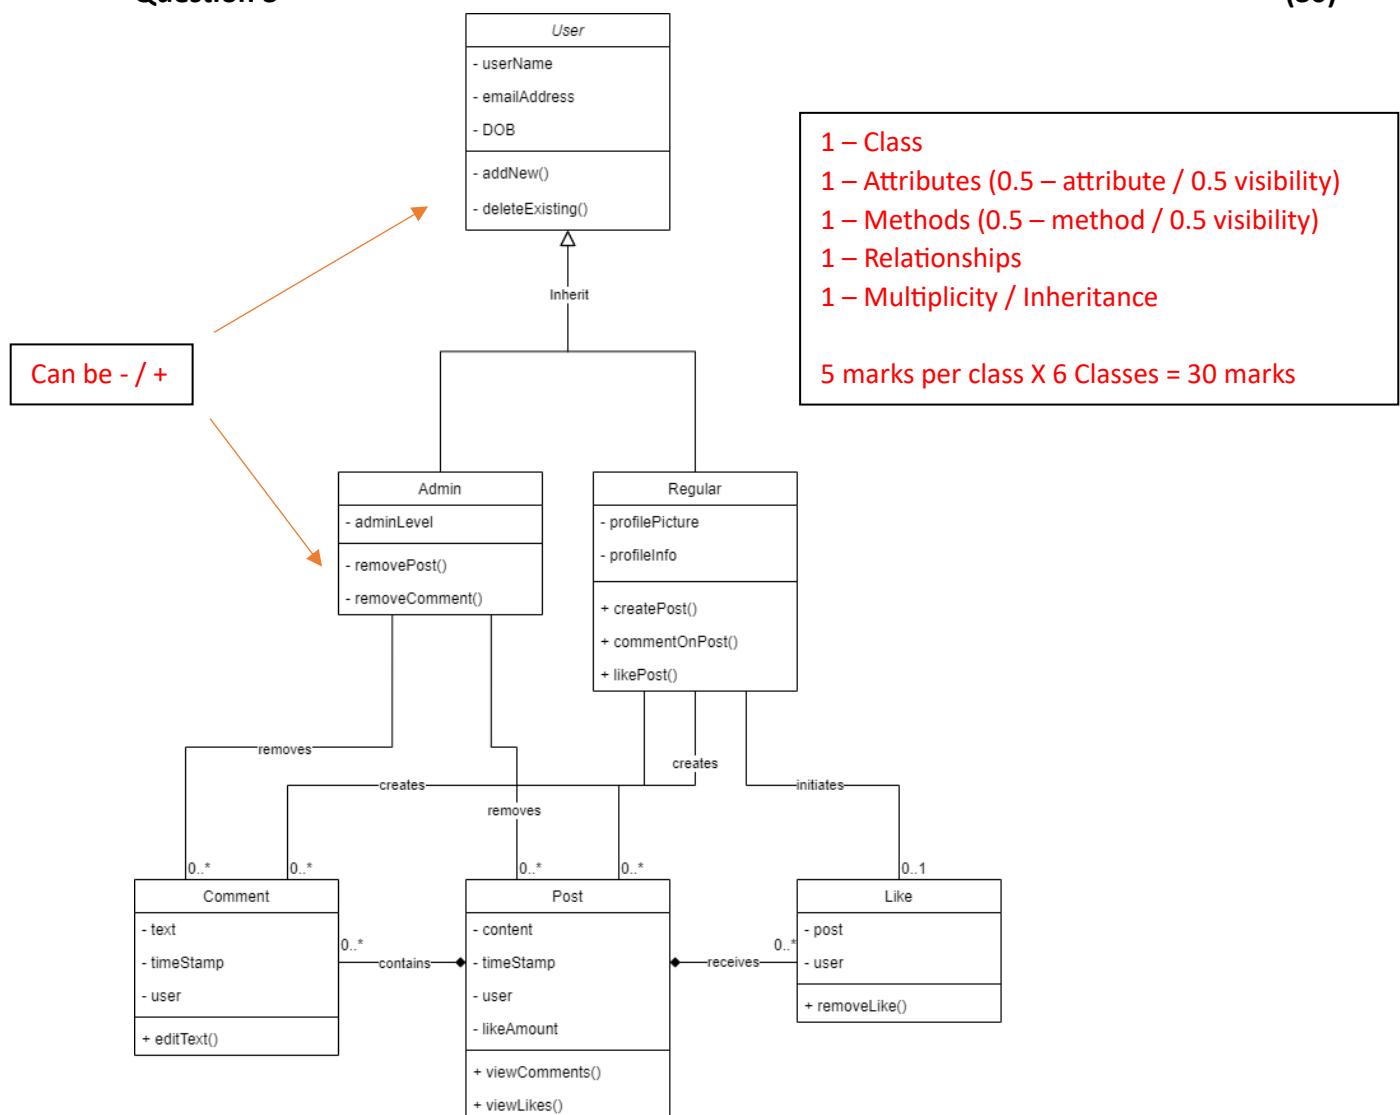 Question 3
(30)
User
- userName
- emailAddress
- DOB
- addNew()
- deleteExisting()
1 – Class
1 – Attributes (0.5 – attribute / 0.5 visibility)
1 – Methods (0.5 – method / 0.5 visibility)
1 – Relationships
1 – Multiplicity / Inheritance
5 marks per class X 6 Classes = 30 marks
Inherit
Can be - / +
Admin
- adminLevel
- removePost()
- removeComment()
Regular
- profilePicture
- profileInfo
+ createPost()
+ commentOnPost()
+ likePost()
removes
creates
creates
initiates
removes
0..*
0..*
0..*
0..*
0..1
Comment
- text
- timeStamp
- user
+ editText()
0..*
contains
Post
- content
- timeStamp
- user
- likeAmount
+ viewComments()
+ viewLikes()
receives
0..*
Like
- post
- user
+ removeLike()